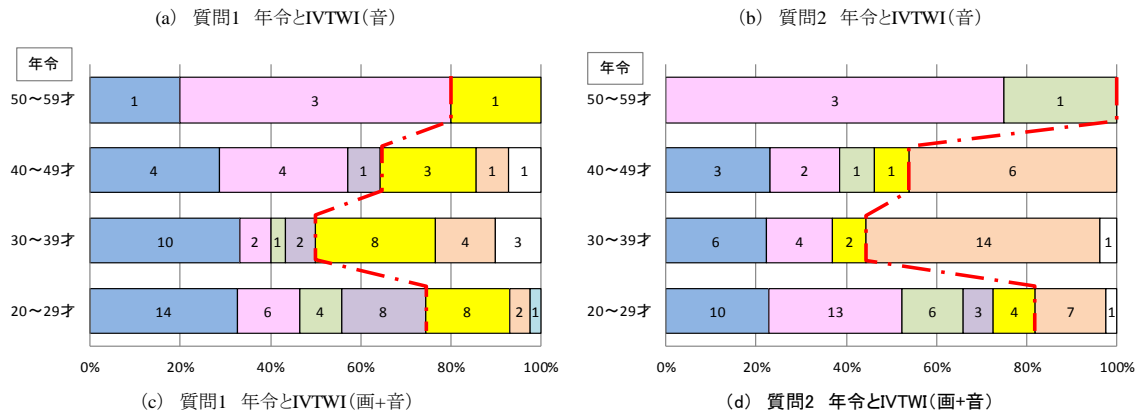 (a) 質問1 年令とIVTWI(音)
(b) 質問2 年令とIVTWI(音)
年令
50～59才 1 3 1
40～49才 4 4 1 3 1 1
30～39才 10 2 1 2 8 4 3
20～29才 14 6 4 8 8 2 1
0% 20% 40% 60% 80% 100%
(c) 質問1 年令とIVTWI(画+音)
年令
50～59才 3 1
40～49才 3 2 1 1 6
30～39才 6 4 2 14 1
20～29才 10 13 6 3 4 7 1
0% 20% 40% 60% 80% 100%
(d) 質問2 年令とIVTWI(画+音)